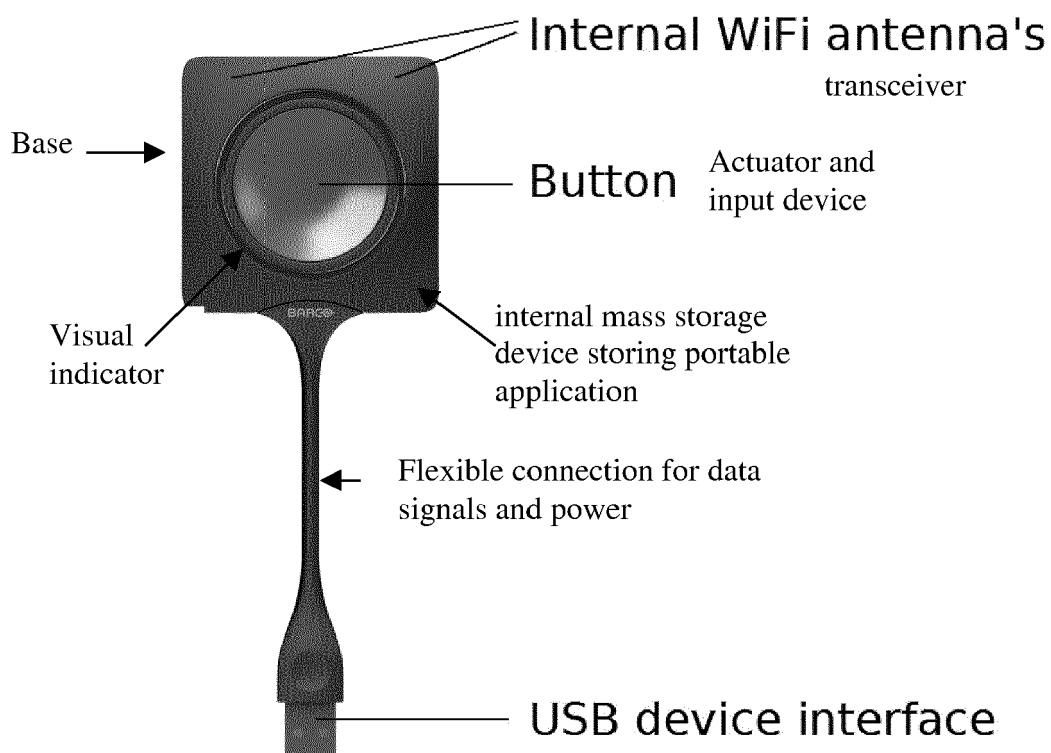 Internal WiFi antenna's
transceiver
Base
Button
Actuator and
input device
BARCO
Visual
indicator
internal mass storage
device storing portable
application
Flexible connection for data
signals and power
USB device interface